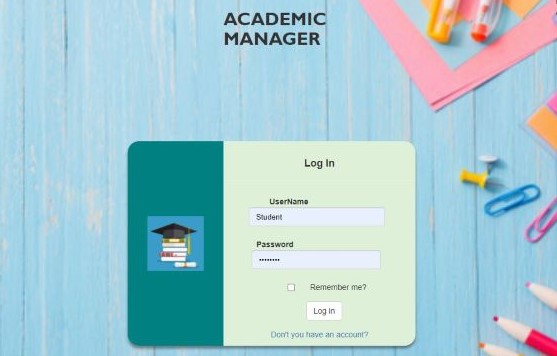 ACADEMIC
MANAGER
Log In
UserName
Student
Password
••••••••
Remember me?
Log in
Don't you have an account?